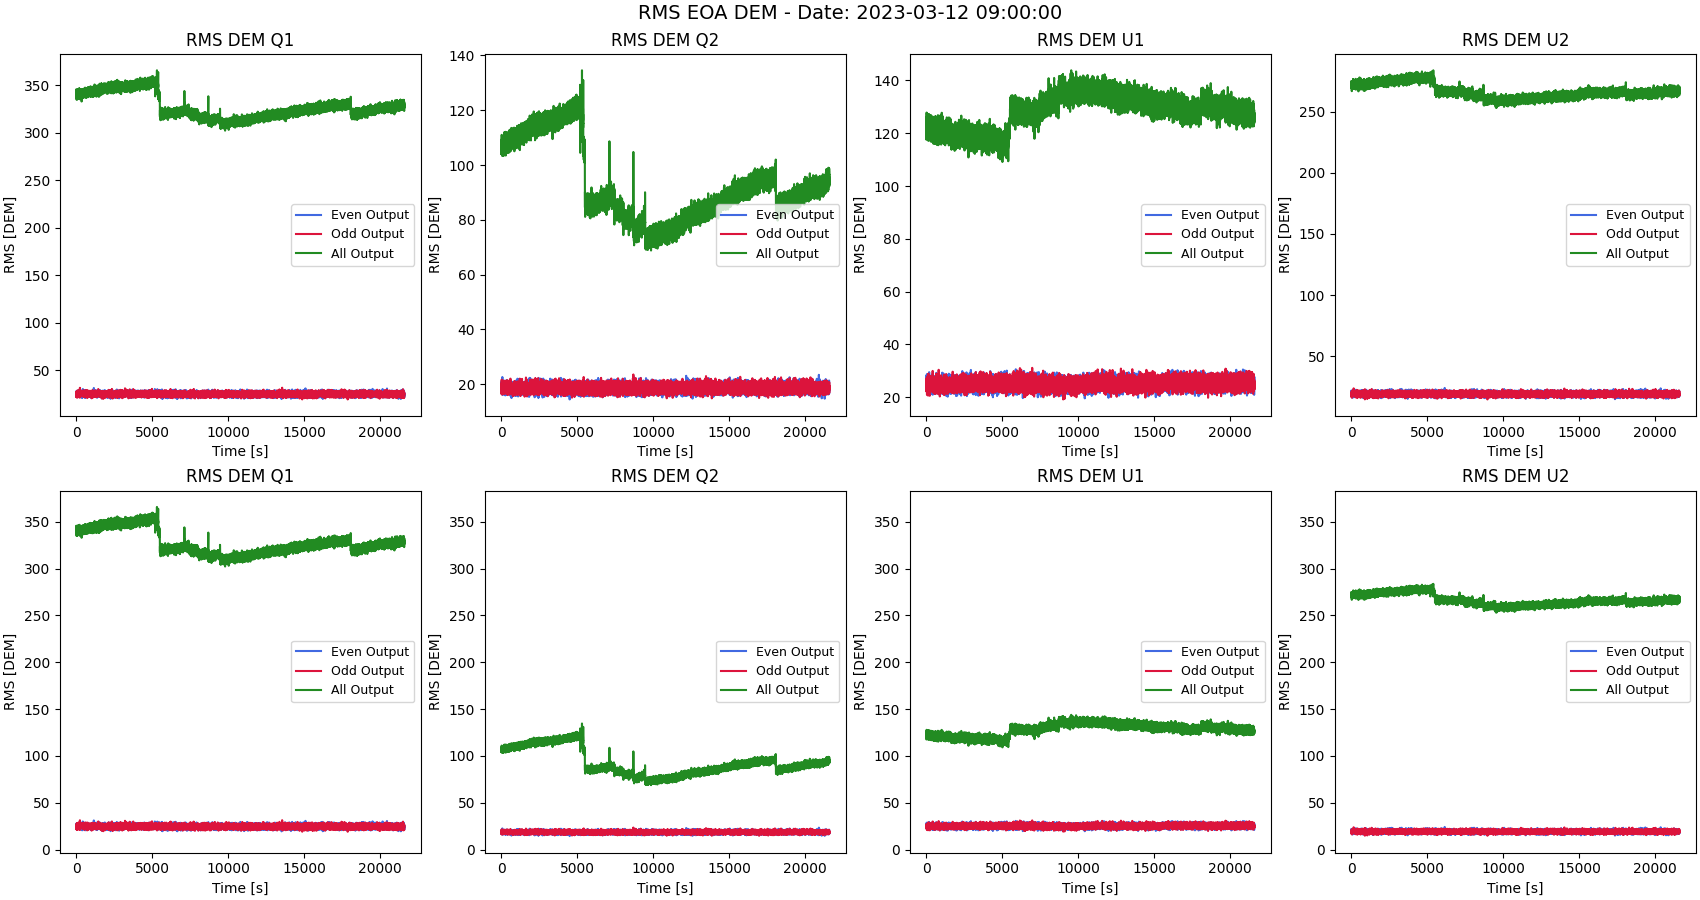 RMS EOA DEM - Date: 2023-03-12 09:00:00
RMS DEM Q1
RMS [DEM]
350
300
250
200
150
100
50
Even Output
Odd Output
All Output
0 5000 10000 15000 20000
Time [s]
RMS DEM Q2
RMS [DEM]
140
120
100
80
60
40
20
Even Output
Odd Output
All Output
0 5000 10000 15000 20000
Time [s]
RMS DEM U1
RMS [DEM]
140
120
100
80
60
40
20
Even Output
Odd Output
All Output
0 5000 10000 15000 20000
Time [s]
RMS DEM U2
RMS [DEM]
250
200
150
100
50
Even Output
Odd Output
All Output
0 5000 10000 15000 20000
Time [s]
RMS DEM Q1
RMS [DEM]
350
300
250
200
150
100
50
0
Even Output
Odd Output
All Output
0 5000 10000 15000 20000
Time [s]
RMS DEM Q2
RMS [DEM]
350
300
250
200
150
100
50
0
Even Output
Odd Output
All Output
0 5000 10000 15000 20000
Time [s]
RMS DEM U1
RMS [DEM]
350
300
250
200
150
100
50
0
Even Output
Odd Output
All Output
0 5000 10000 15000 20000
Time [s]
RMS DEM U2
RMS [DEM]
350
300
250
200
150
100
50
0
Even Output
Odd Output
All Output
0 5000 10000 15000 20000
Time [s]